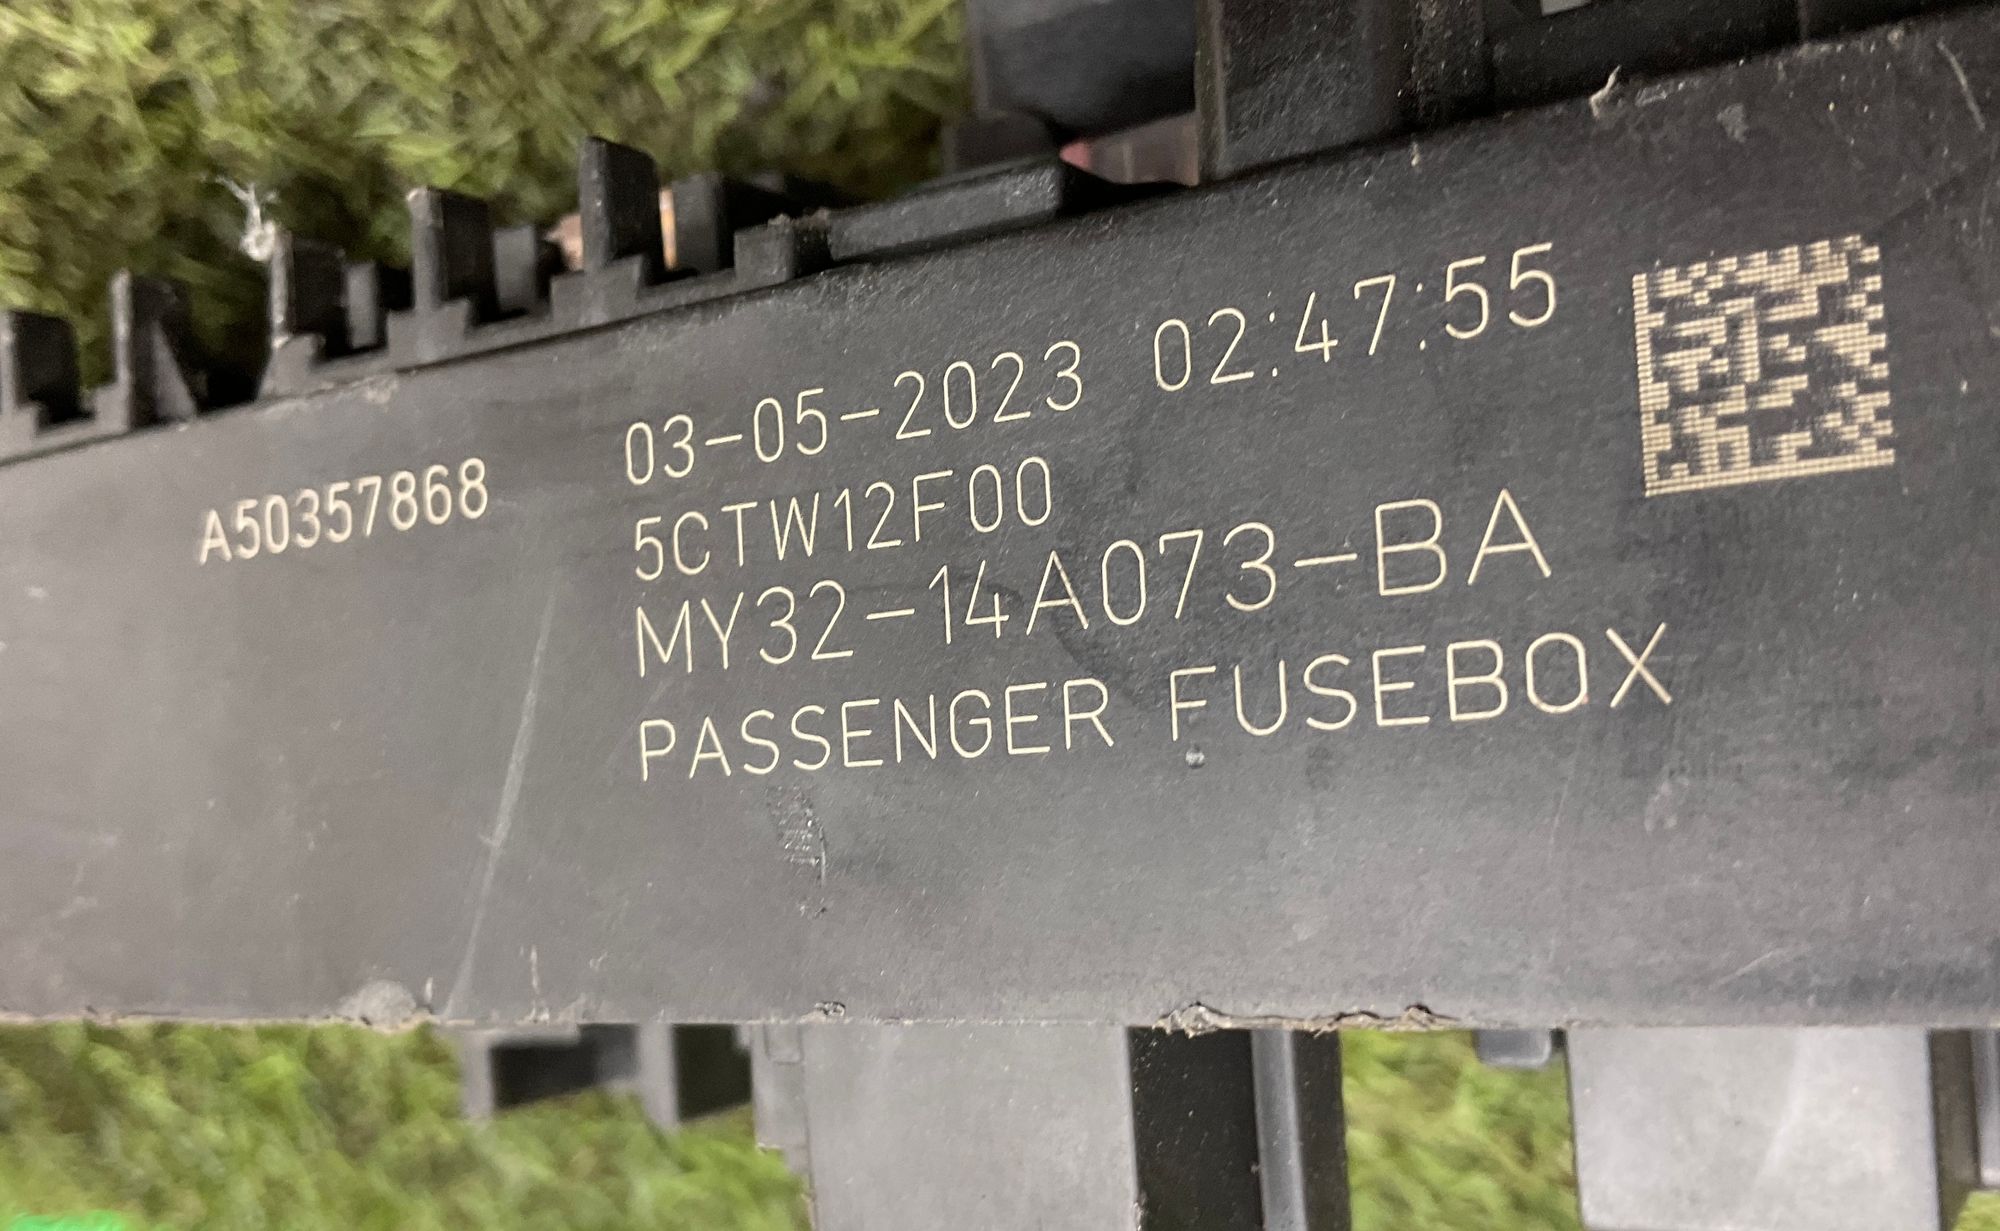 A50357868
03-05-2023 02:47:55
5CTW12F00
MY32-14A073-BA
PASSENGER FUSEBOX